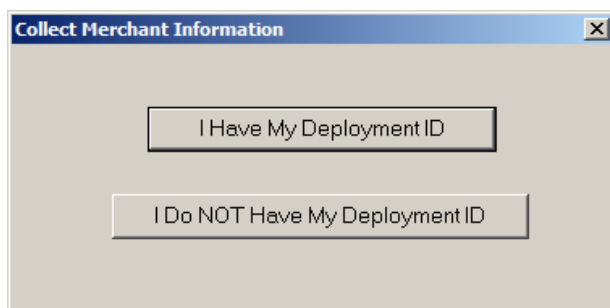 Collect Merchant Information
I Have My Deployment ID
I Do NOT Have My Deployment ID